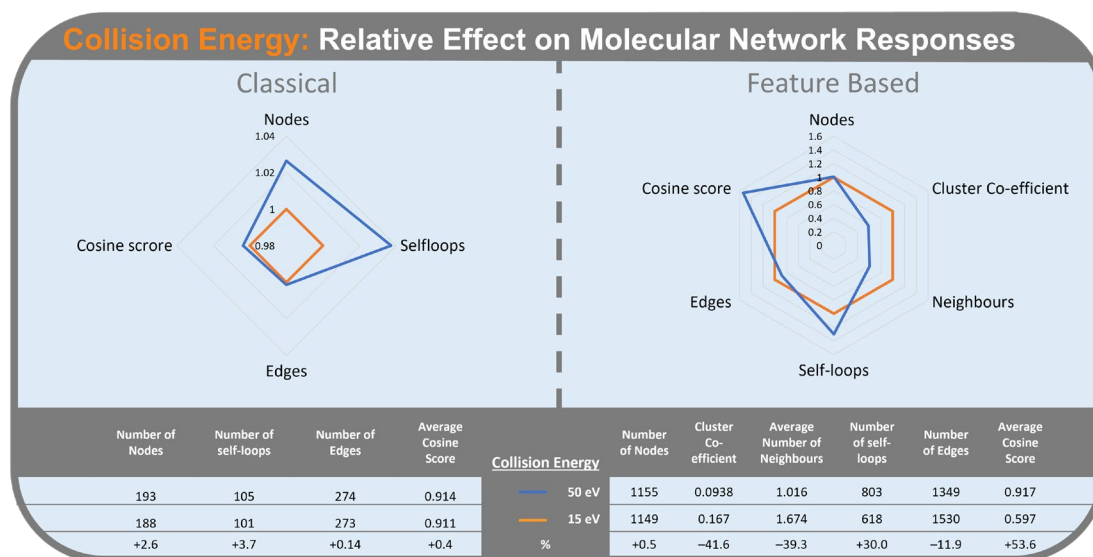 Collision Energy: Relative Effect on Molecular Network Responses
Classical
Nodes
1.04
1.02
1
0.98
Cosine scrore
Selfloops
Edges
Feature Based
Nodes
1.6
1.4
1.2
1
0.8
0.6
0.4
0.2
0
Cosine score
Cluster Co-efficient
Edges
Neighbours
Self-loops
Number of Nodes
Number of self-loops
Number of Edges
Average Cosine Score
Collision Energy
Number of Nodes
Cluster Co-efficient
Average Number of Neighbours
Number of self-loops
Number of Edges
Average Cosine Score
193 105 274 0.914 50 eV 1155 0.0938 1.016 803 1349 0.917
188 101 273 0.911 15 eV 1149 0.167 1.674 618 1530 0.597
+2.6 +3.7 +0.14 +0.4 % +0.5 –41.6 –39.3 +30.0 –11.9 +53.6